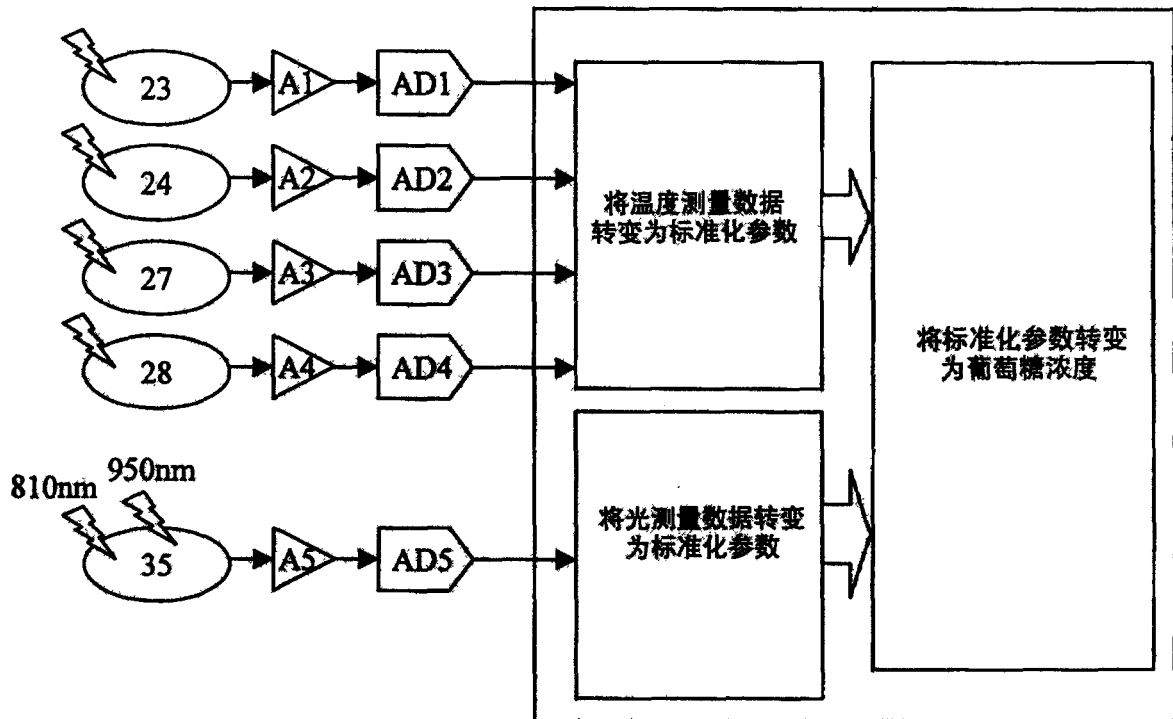 23
A1
AD1
24
A2
AD2
27
A3
AD3
28
A4
AD4
810nm
950nm
35
A5
AD5
将温度测量数据
转变为标准化参数
将光测量数据转变
为标准化参数
将标准化参数转变
为葡萄糖浓度